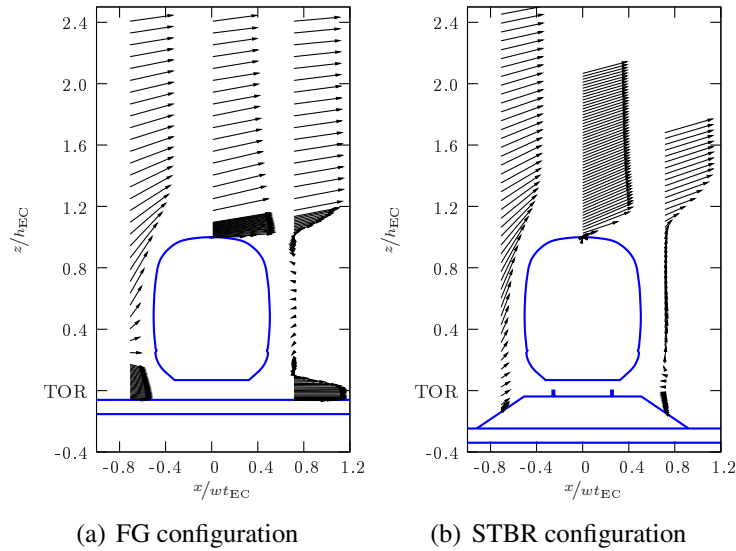 2.4
2.0
1.6
1.2
0.8
0.4
TOR
-0.4
z/hEC
-0.8 -0.4 0 0.4 0.8 1.2
x/wtEC
(a) FG configuration
2.4
2.0
1.6
1.2
0.8
0.4
TOR
-0.4
z/hEC
-0.8 -0.4 0 0.4 0.8 1.2
x/wtEC
(b) STBR configuration